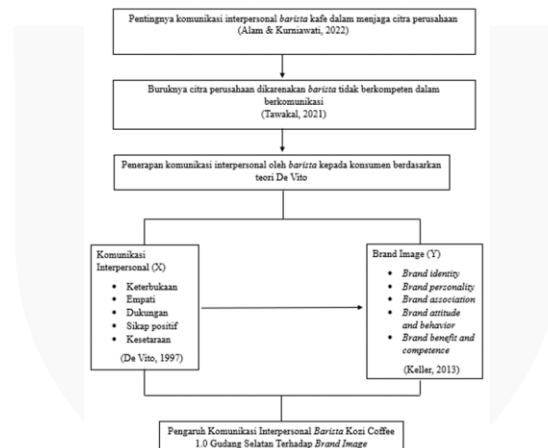 Pentingnya komunikasi interpersonal barista kafe dalam menjaga citra perusahaan
(Alam & Kurniawati, 2022)
Buruknya citra perusahaan dikarenakan barista tidak berkompeten dalam
berkomunikasi
(Tawakal, 2021)
Penerapan komunikasi interpersonal oleh barista kepada konsumen berdasarkan
teori De Vito
Komunikasi
Interpersonal (X)
• Keterbukaan
• Empati
• Dukungan
• Sikap positif
• Kesetaraan
(De Vito, 1997)
Brand Image (Y)
• Brand identity
• Brand personality
• Brand association
• Brand attitude
and behavior
• Brand benefit and
competence
(Keller, 2013)
Pengaruh Komunikasi Interpersonal Barista Kozi Coffee
1.0 Gudang Selatan Terhadap Brand Image